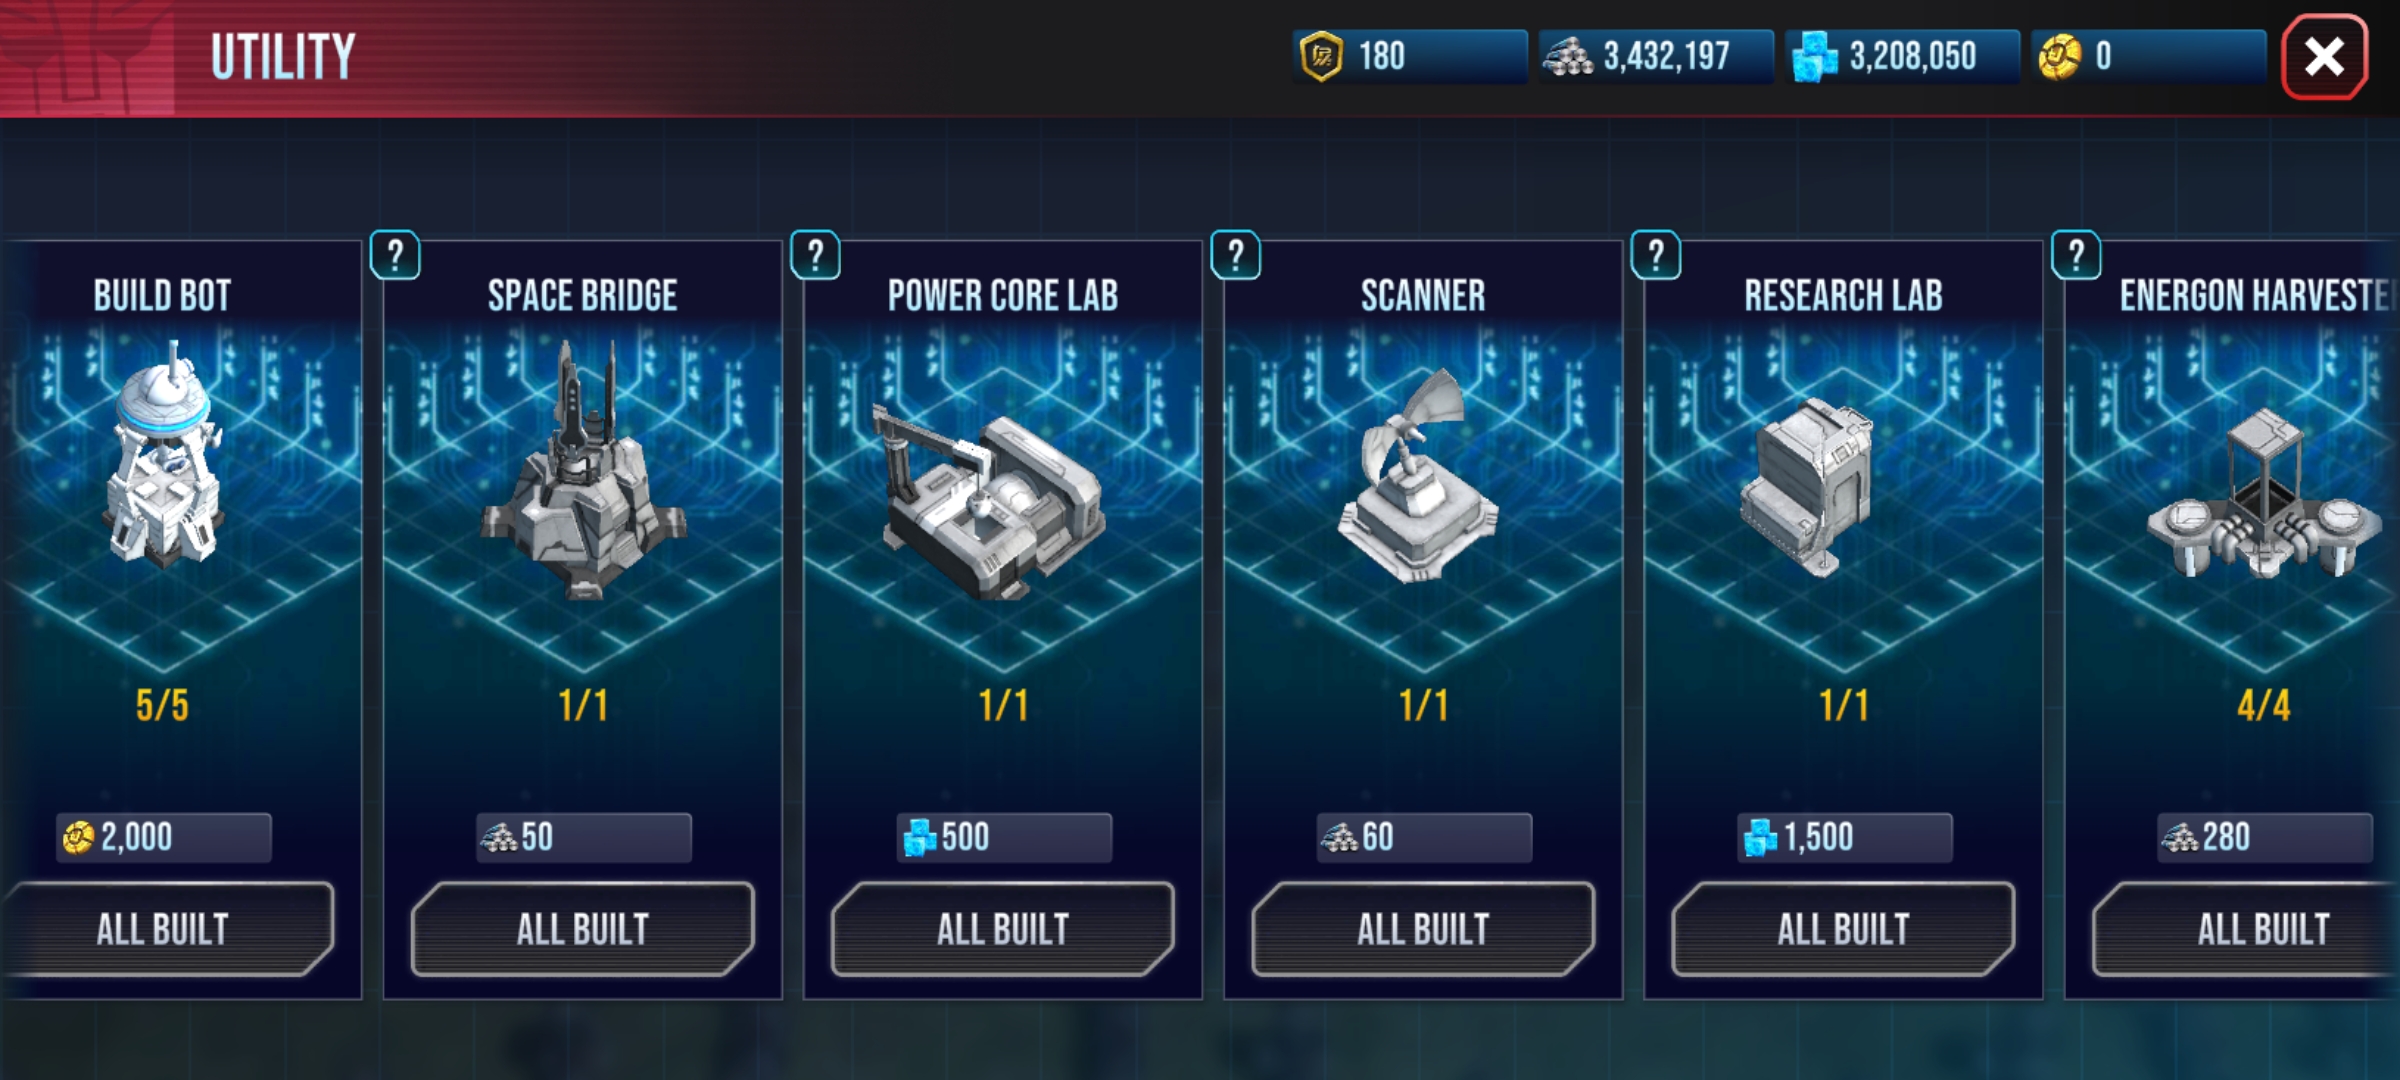 UTILITY
180
3,432,197
3,208,050
0
BUILD BOT
5/5
2,000
ALL BUILT
?
SPACE BRIDGE
1/1
50
ALL BUILT
?
POWER CORE LAB
1/1
500
ALL BUILT
?
SCANNER
1/1
60
ALL BUILT
?
RESEARCH LAB
1/1
1,500
ALL BUILT
?
ENERGON HARVESTE
4/4
280
ALL BUILT